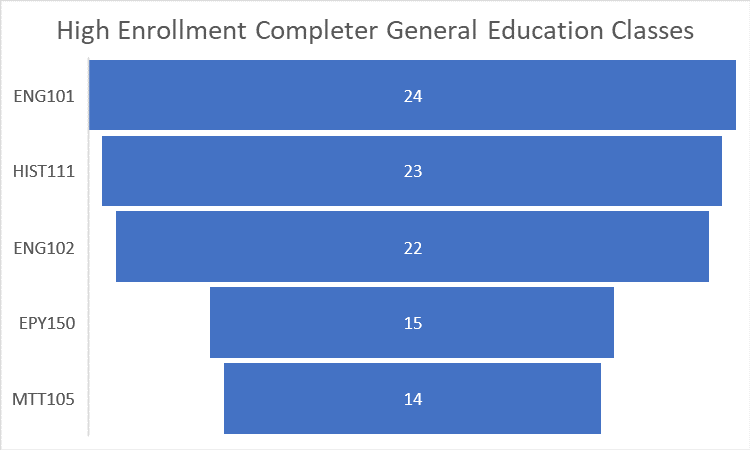 High Enrollment Completer General Education Classes
ENG101 24
HIST111 23
ENG102 22
EPY150 15
MTT105 14